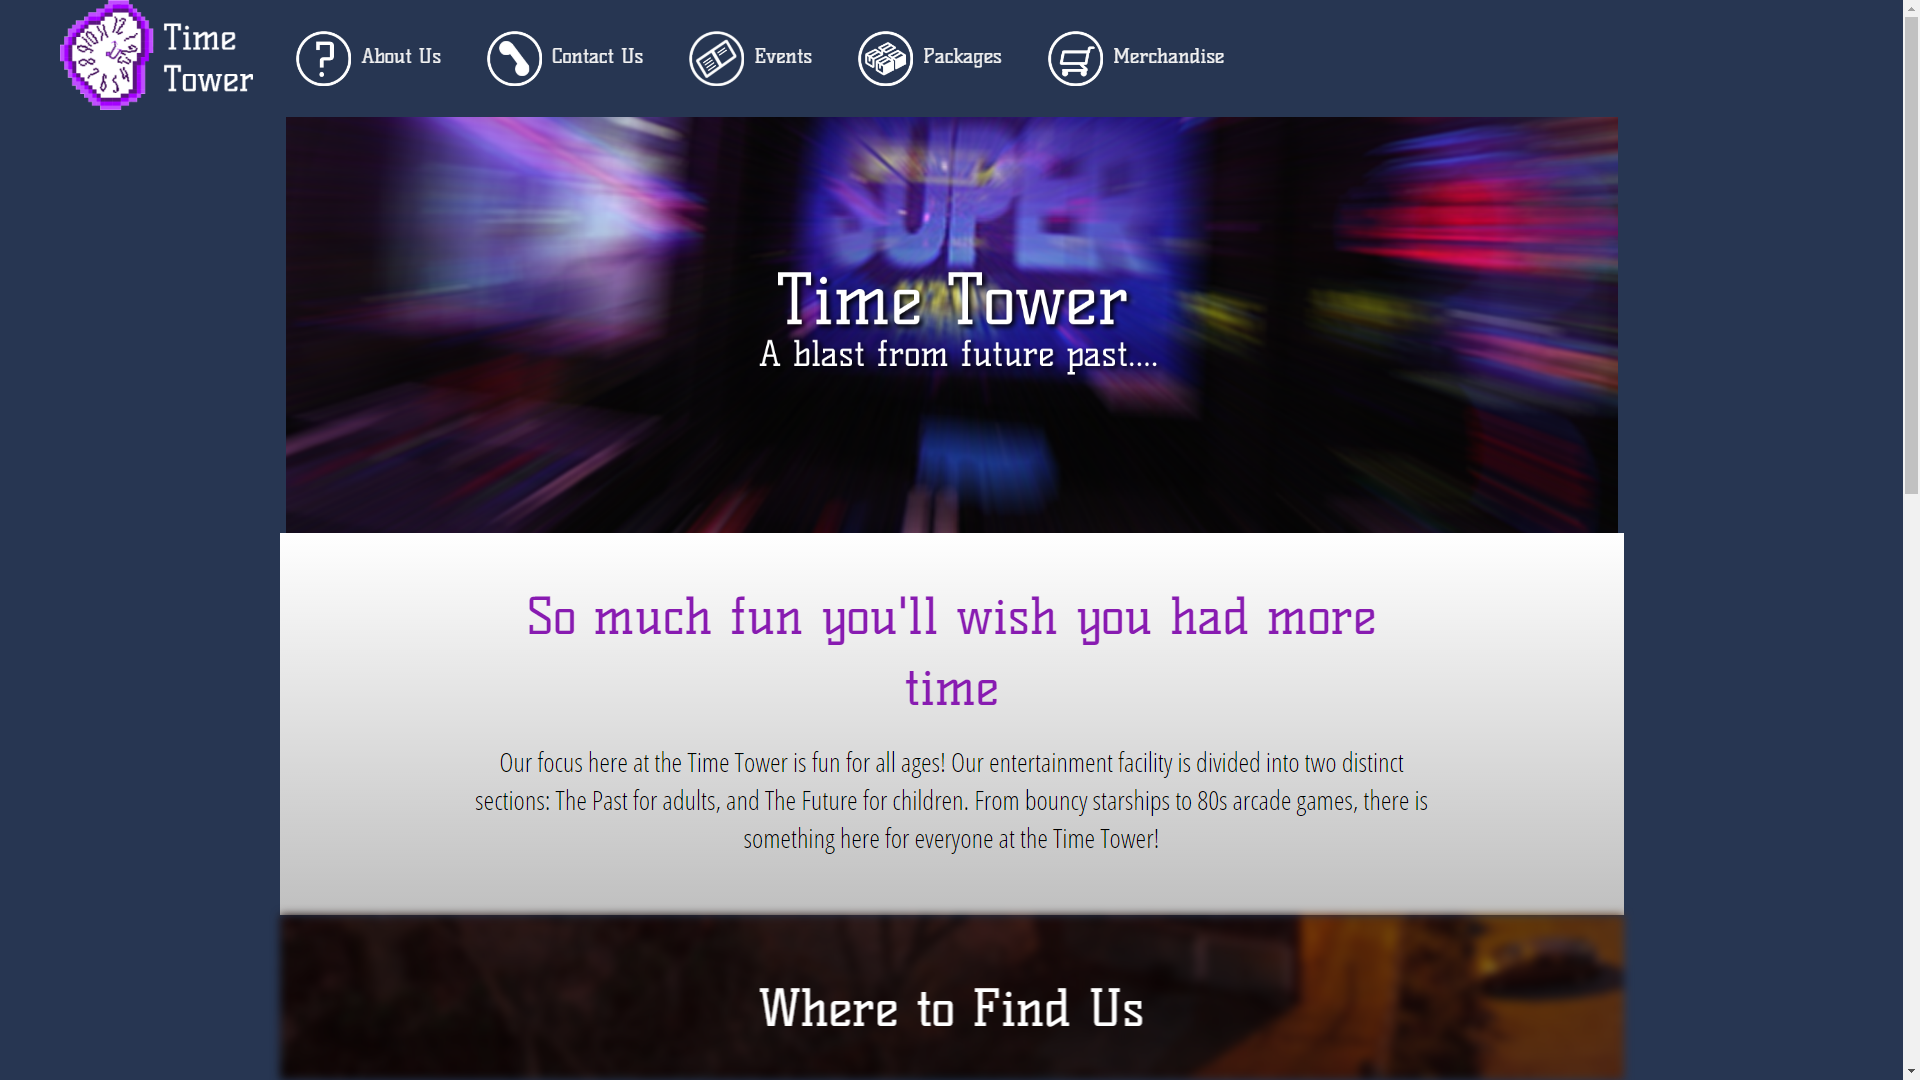 Time
Tower
About Us
Contact Us
Events
Packages
Merchandise
SUPER
Time Tower
A blast from future past....
So much fun you'll wish you had more
time
Our focus here at the Time Tower is fun for all ages! Our entertainment facility is divided into two distinct
sections: The Past for adults, and The Future for children. From bouncy starships to 80s arcade games, there is
something here for everyone at the Time Tower!
Where to Find Us